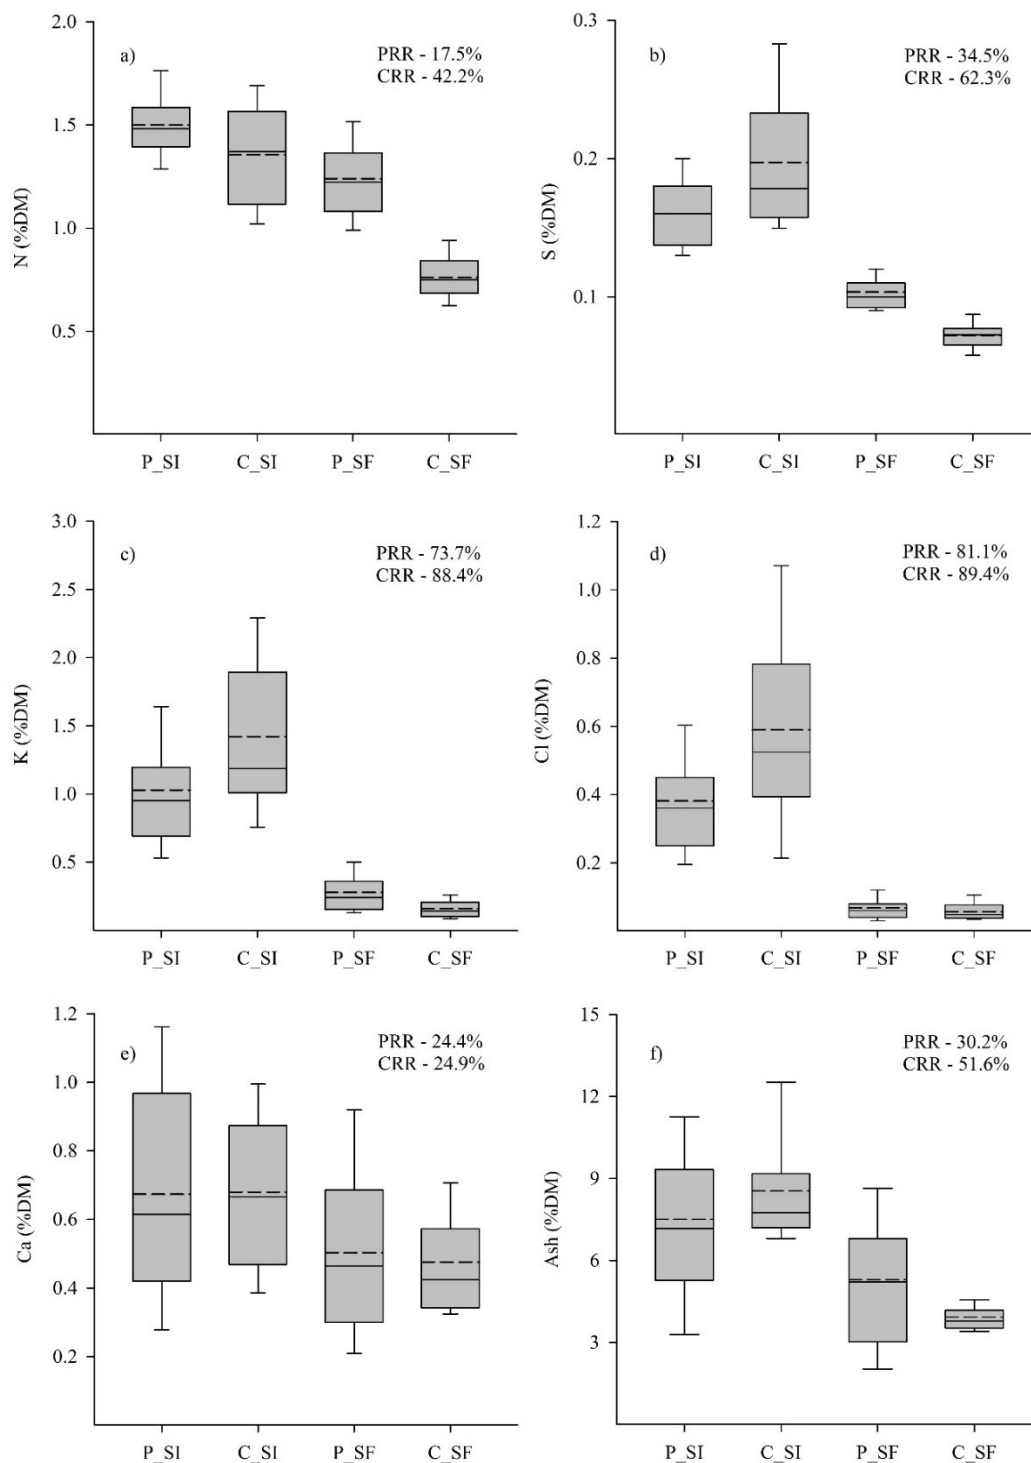 a)
PRR - 17.5%
CRR - 42.2%
N (%DM)
2.0
1.5
1.0
0.5
P_SI C_SI P_SF C_SF
b)
PRR - 34.5%
CRR - 62.3%
S (%DM)
0.3
0.2
0.1
P_SI C_SI P_SF C_SF
c)
PRR - 73.7%
CRR - 88.4%
K (%DM)
3.0
2.5
2.0
1.5
1.0
0.5
P_SI C_SI P_SF C_SF
d)
PRR - 81.1%
CRR - 89.4%
Cl (%DM)
1.2
1.0
0.8
0.6
0.4
0.2
P_SI C_SI P_SF C_SF
e)
PRR - 24.4%
CRR - 24.9%
Ca (%DM)
1.2
1.0
0.8
0.6
0.4
0.2
P_SI C_SI P_SF C_SF
f)
PRR - 30.2%
CRR - 51.6%
Ash (%DM)
15
12
9
6
3
P_SI C_SI P_SF C_SF